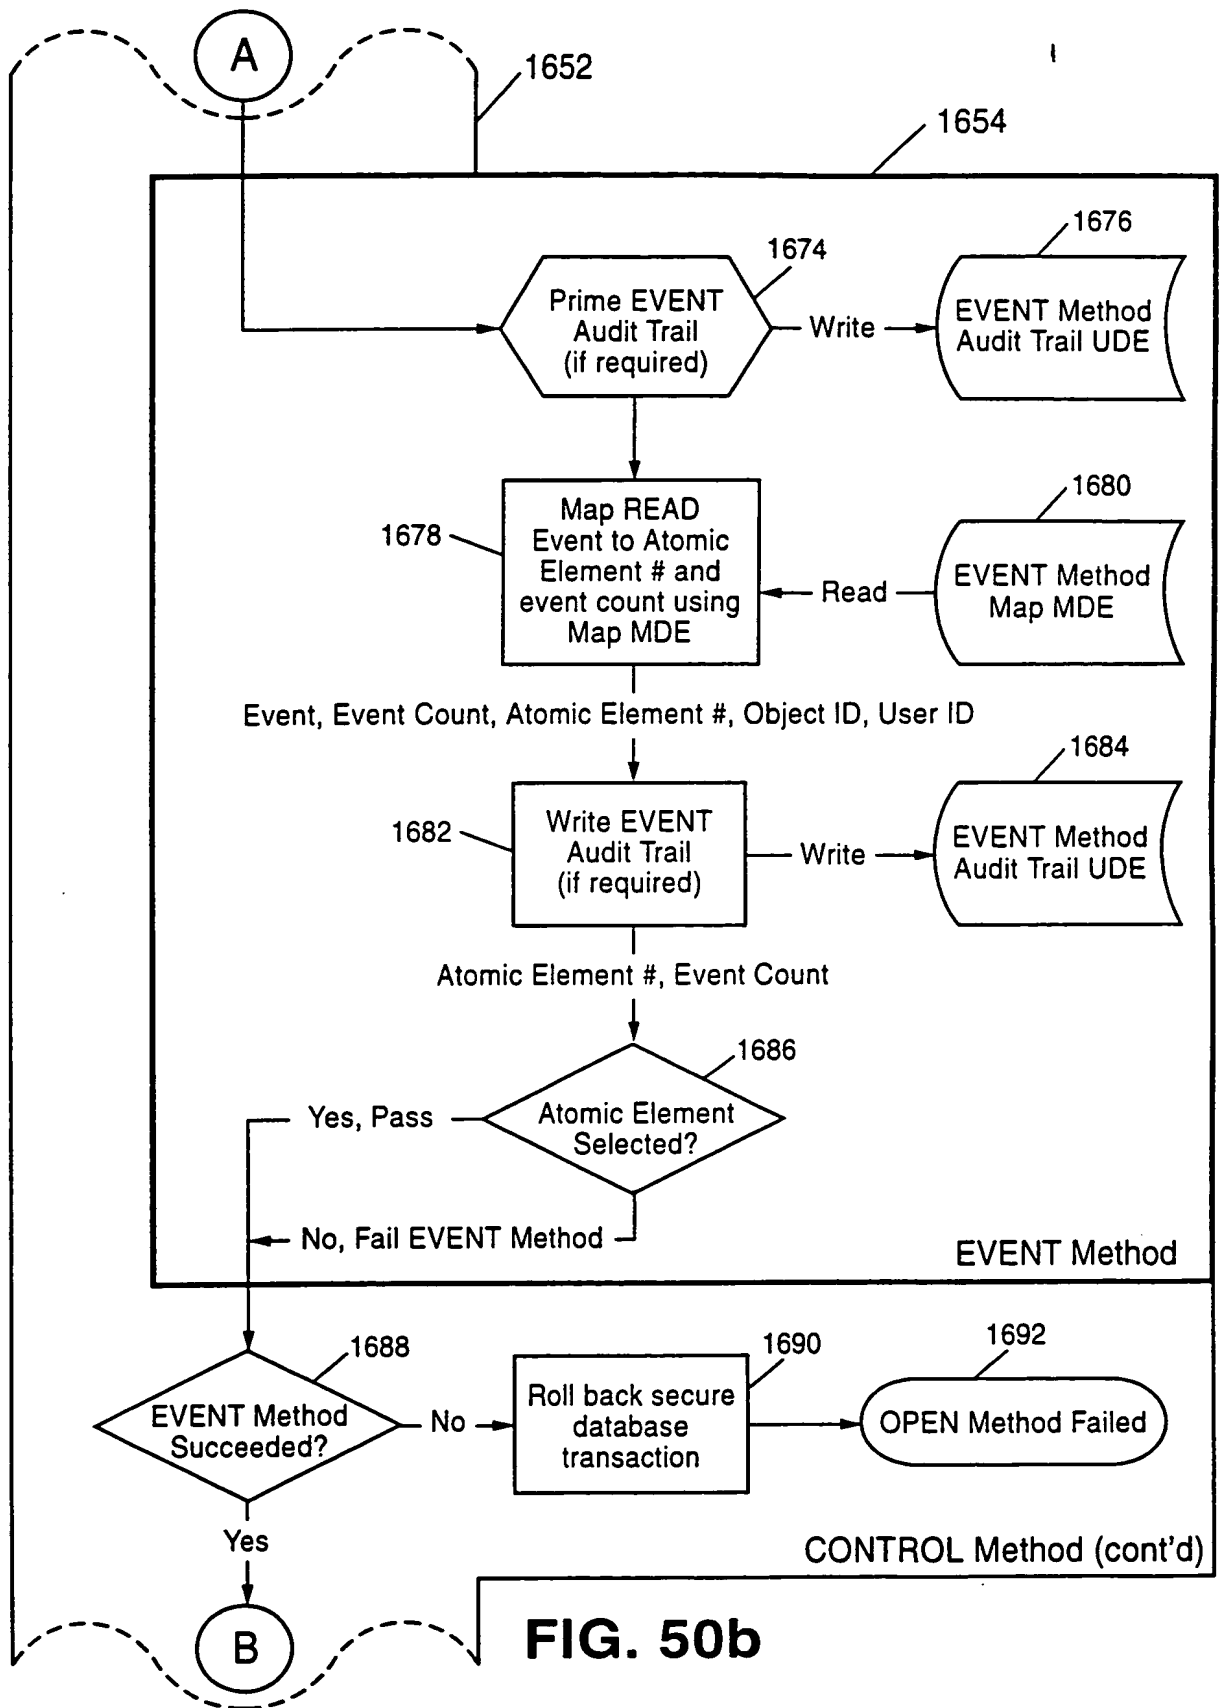 A
1652
1654
1674
1676
Prime EVENT
Audit Trail
(if required)
Write
EVENT Method
Audit Trail UDE
1678
Map READ
Event to Atomic
Element # and
event count using
Map MDE
1680
Read
EVENT Method
Map MDE
Event, Event Count, Atomic Element #, Object ID, User ID
1682
Write EVENT
Audit Trail
(if required)
Write
1684
EVENT Method
Audit Trail UDE
Atomic Element #, Event Count
1686
Yes, Pass
Atomic Element
Selected?
No, Fail EVENT Method
EVENT Method
1688
EVENT Method
Succeeded?
No
1690
Roll back secure
database
transaction
1692
OPEN Method Failed
Yes
CONTROL Method (cont'd)
B
FIG. 50b